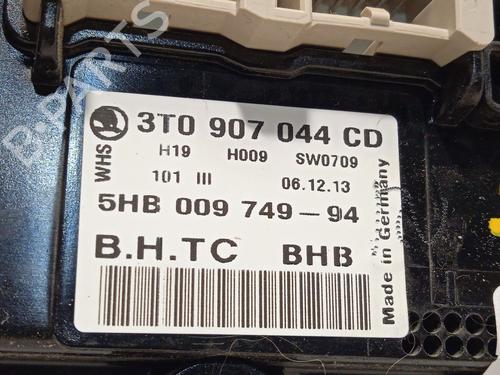 3T0 907 044 CD
H19 H009 SW0709
101 III 06.12.13
5HB 009 749-94
B.H.TC BHB
WHS
Made in Germany
B-PARTS